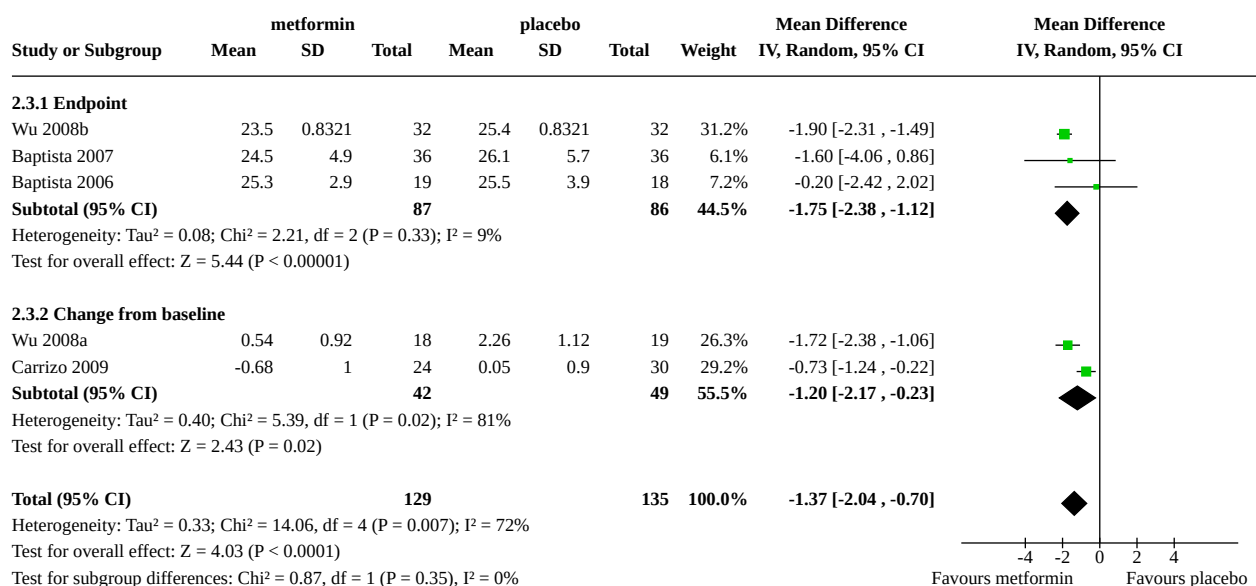 metformin placebo Mean Difference Mean Difference
Study or Subgroup Mean SD Total Mean SD Total Weight IV, Random, 95% CI IV, Random, 95% CI
2.3.1 Endpoint
Wu 2008b 23.5 0.8321 32 25.4 0.8321 32 31.2% -1.90 [-2.31 , -1.49]
Baptista 2007 24.5 4.9 36 26.1 5.7 36 6.1% -1.60 [-4.06 , 0.86]
Baptista 2006 25.3 2.9 19 25.5 3.9 18 7.2% -0.20 [-2.42 , 2.02]
Subtotal (95% CI) 87 86 44.5% -1.75 [-2.38 , -1.12]
Heterogeneity: Tau² = 0.08; Chi² = 2.21, df = 2 (P = 0.33); I² = 9%
Test for overall effect: Z = 5.44 (P < 0.00001)
2.3.2 Change from baseline
Wu 2008a 0.54 0.92 18 2.26 1.12 19 26.3% -1.72 [-2.38 , -1.06]
Carrizo 2009 -0.68 1 24 0.05 0.9 30 29.2% -0.73 [-1.24 , -0.22]
Subtotal (95% CI) 42 49 55.5% -1.20 [-2.17 , -0.23]
Heterogeneity: Tau² = 0.40; Chi² = 5.39, df = 1 (P = 0.02); I² = 81%
Test for overall effect: Z = 2.43 (P = 0.02)
Total (95% CI) 129 135 100.0% -1.37 [-2.04 , -0.70]
Heterogeneity: Tau² = 0.33; Chi² = 14.06, df = 4 (P = 0.007); I² = 72%
Test for overall effect: Z = 4.03 (P < 0.0001) -4 -2 0 2 4
Test for subgroup differences: Chi² = 0.87, df = 1 (P = 0.35), I² = 0% Favours metformin Favours placebo